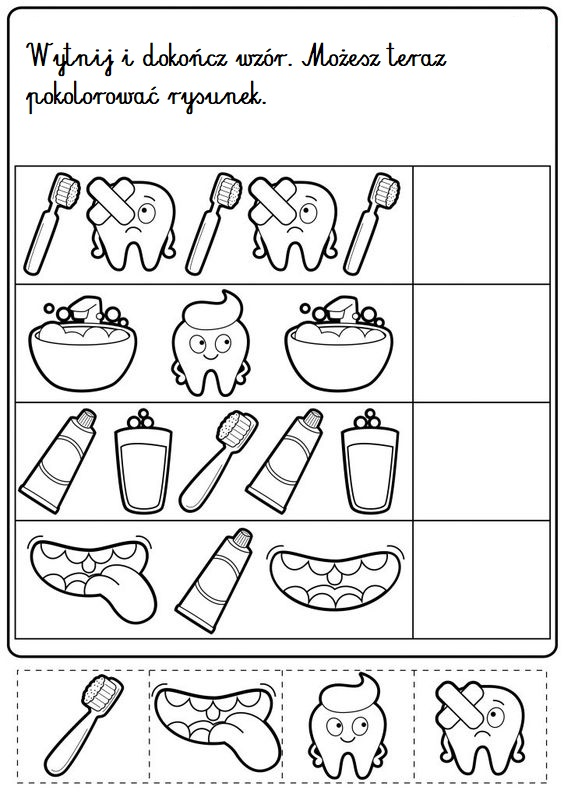 Wytnij i dokończ wzór. Możesz teraz
pokolorować rysunek.